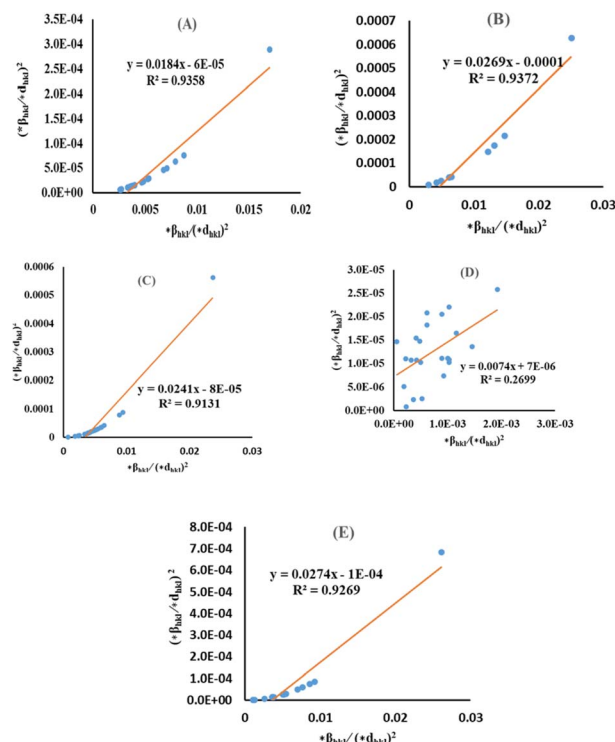 (A)
3.5E-04
3.0E-04
2.5E-04
2.0E-04
1.5E-04
1.0E-04
5.0E-05
0.0E+00
y = 0.0184x - 6E-05
R² = 0.9358
(*βhkl/*dhkl)²
0 0.005 0.01 0.015 0.02
*βhkl/(*dhkl)²
(B)
0.0007
0.0006
0.0005
0.0004
0.0003
0.0002
0.0001
0
y = 0.0269x - 0.0001
R² = 0.9372
(*βhkl/*dhkl)²
0 0.01 0.02 0.03
*βhkl/(*dhkl)²
(C)
0.0006
0.0005
0.0004
0.0003
0.0002
0.0001
0
y = 0.0241x - 8E-05
R² = 0.9131
(*βhkl/*dhkl)²
0 0.01 0.02 0.03
*βhkl/(*dhkl)²
(D)
3.0E-05
2.5E-05
2.0E-05
1.5E-05
1.0E-05
5.0E-06
0.0E+00
y = 0.0074x + 7E-06
R² = 0.2699
(*βhkl/*dhkl)²
0.0E+00 1.0E-03 2.0E-03 3.0E-03
*βhkl/(*dhkl)²
(E)
8.0E-04
7.0E-04
6.0E-04
5.0E-04
4.0E-04
3.0E-04
2.0E-04
1.0E-04
0.0E+00
y = 0.0274x - 1E-04
R² = 0.9269
(*βhkl/*dhkl)²
0 0.01 0.02 0.03
*βhkl/(*dhkl)²